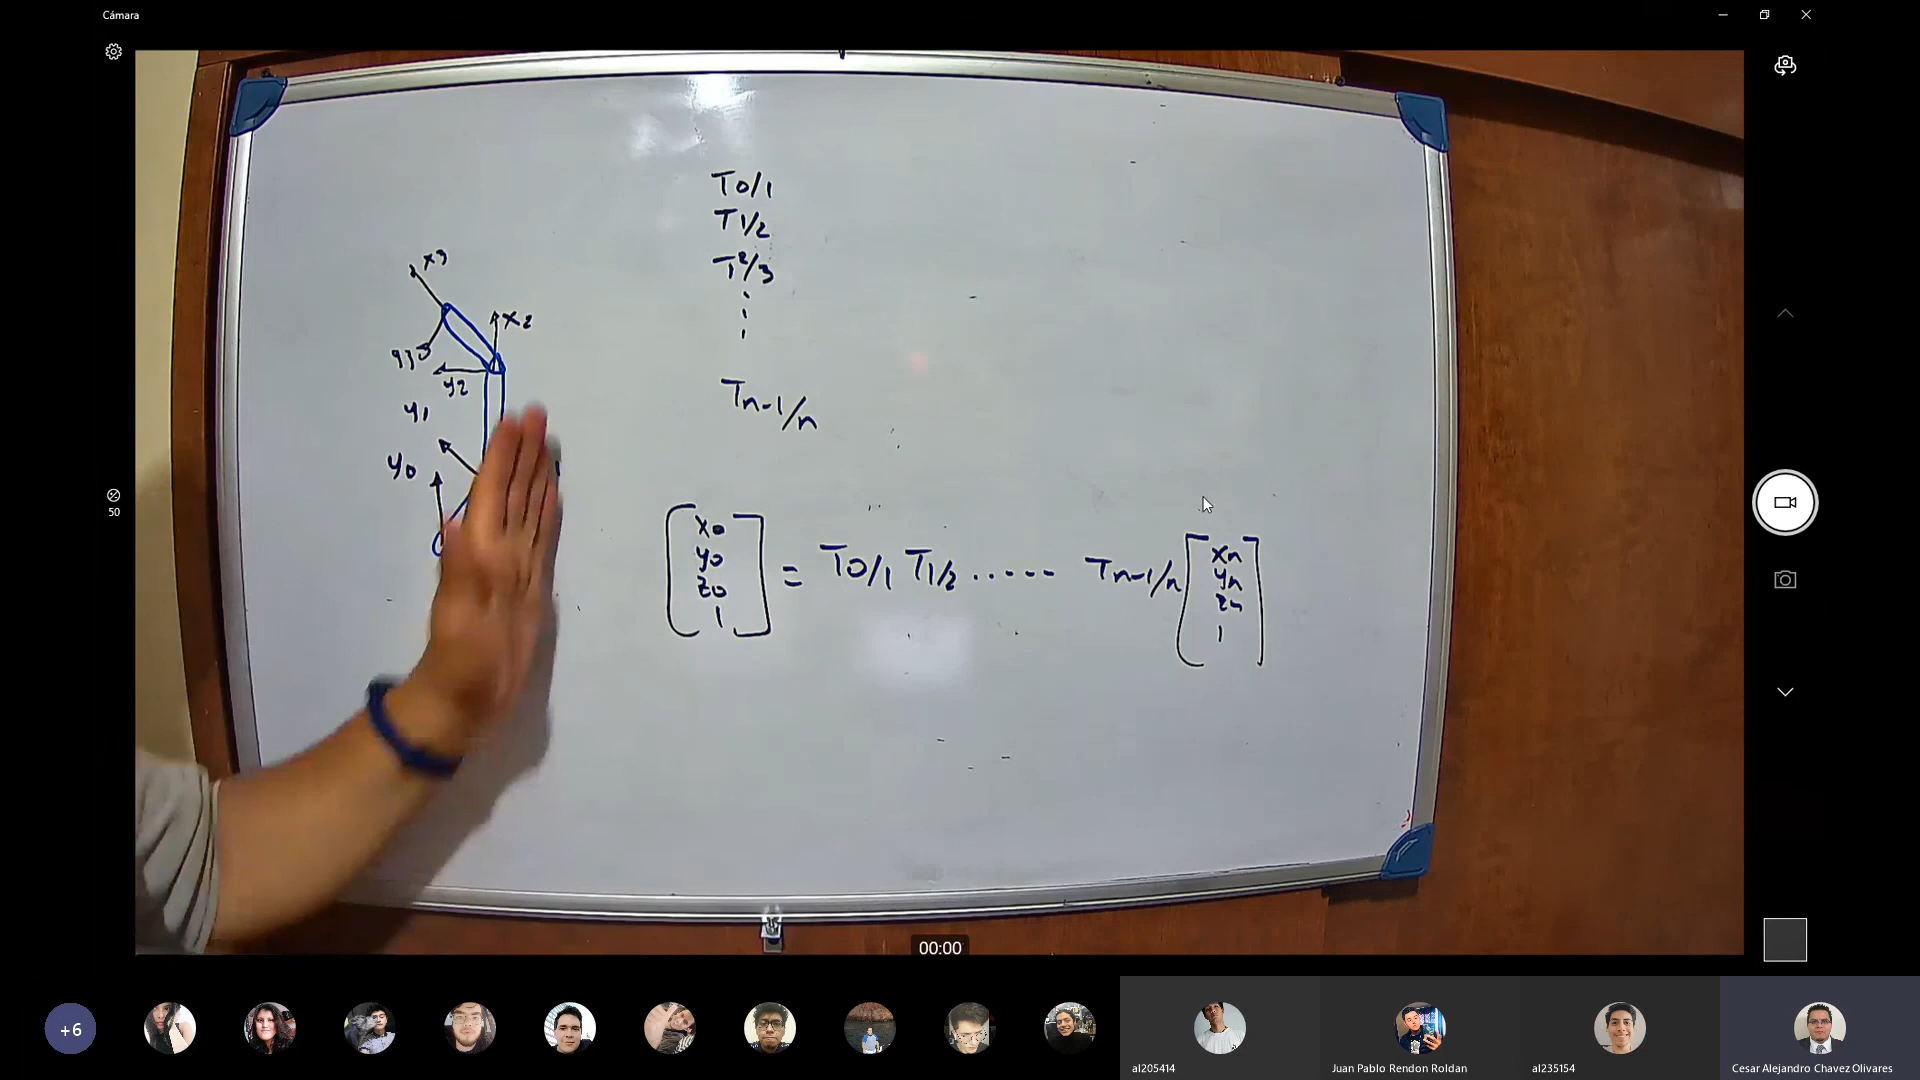 Cámara
T0/1
T1/2
T2/3
Tn-1/n
x3
x2
y3
y2
y1
y0
x0
y0
z0
1
= T0/1 T1/2 ..... Tn-1/n
xn
yn
zn
1
50
00:00
+6
al205414
Juan Pablo Rendon Roldan
al235154
Cesar Alejandro Chavez Olivares